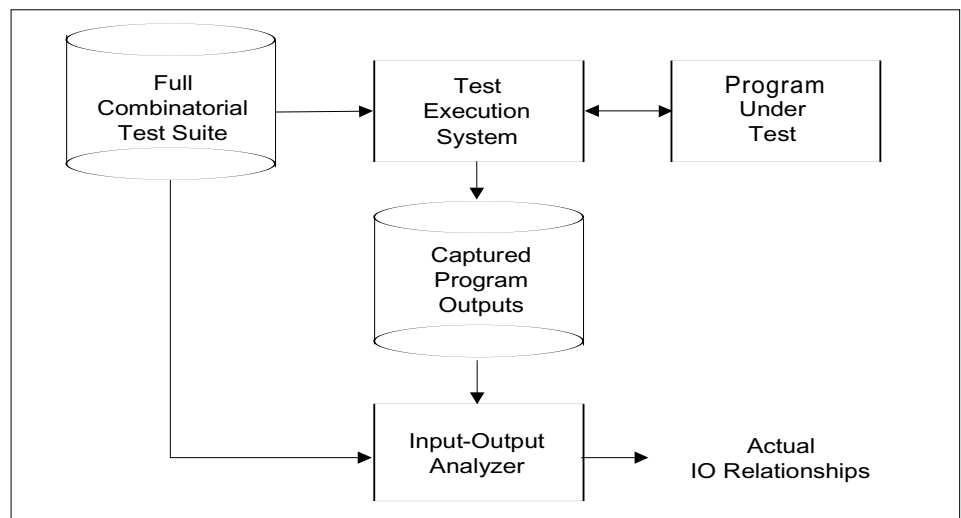 Full
Combinatorial
Test Suite
Test
Execution
System
Program
Under
Test
Captured
Program
Outputs
Input-Output
Analyzer
Actual
IO Relationships